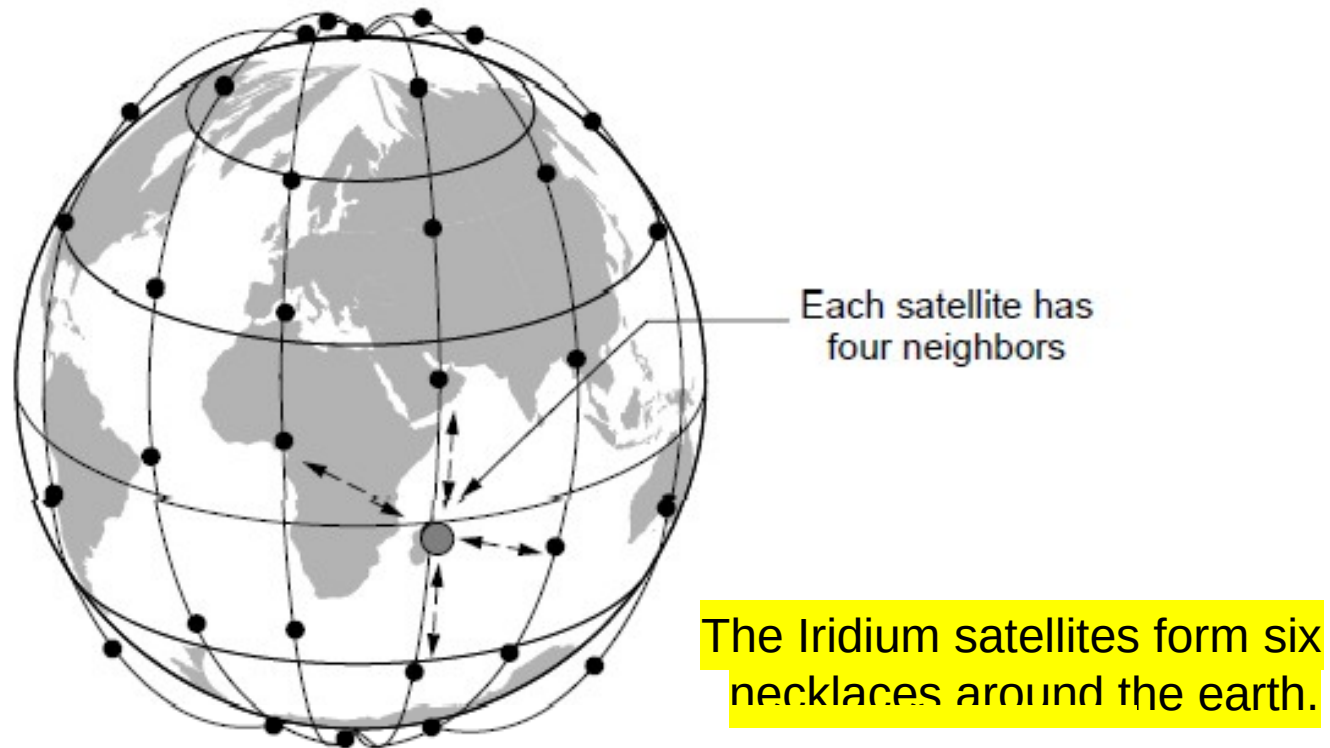 Each satellite has
four neighbors
The Iridium satellites form six
necklaces around the earth.